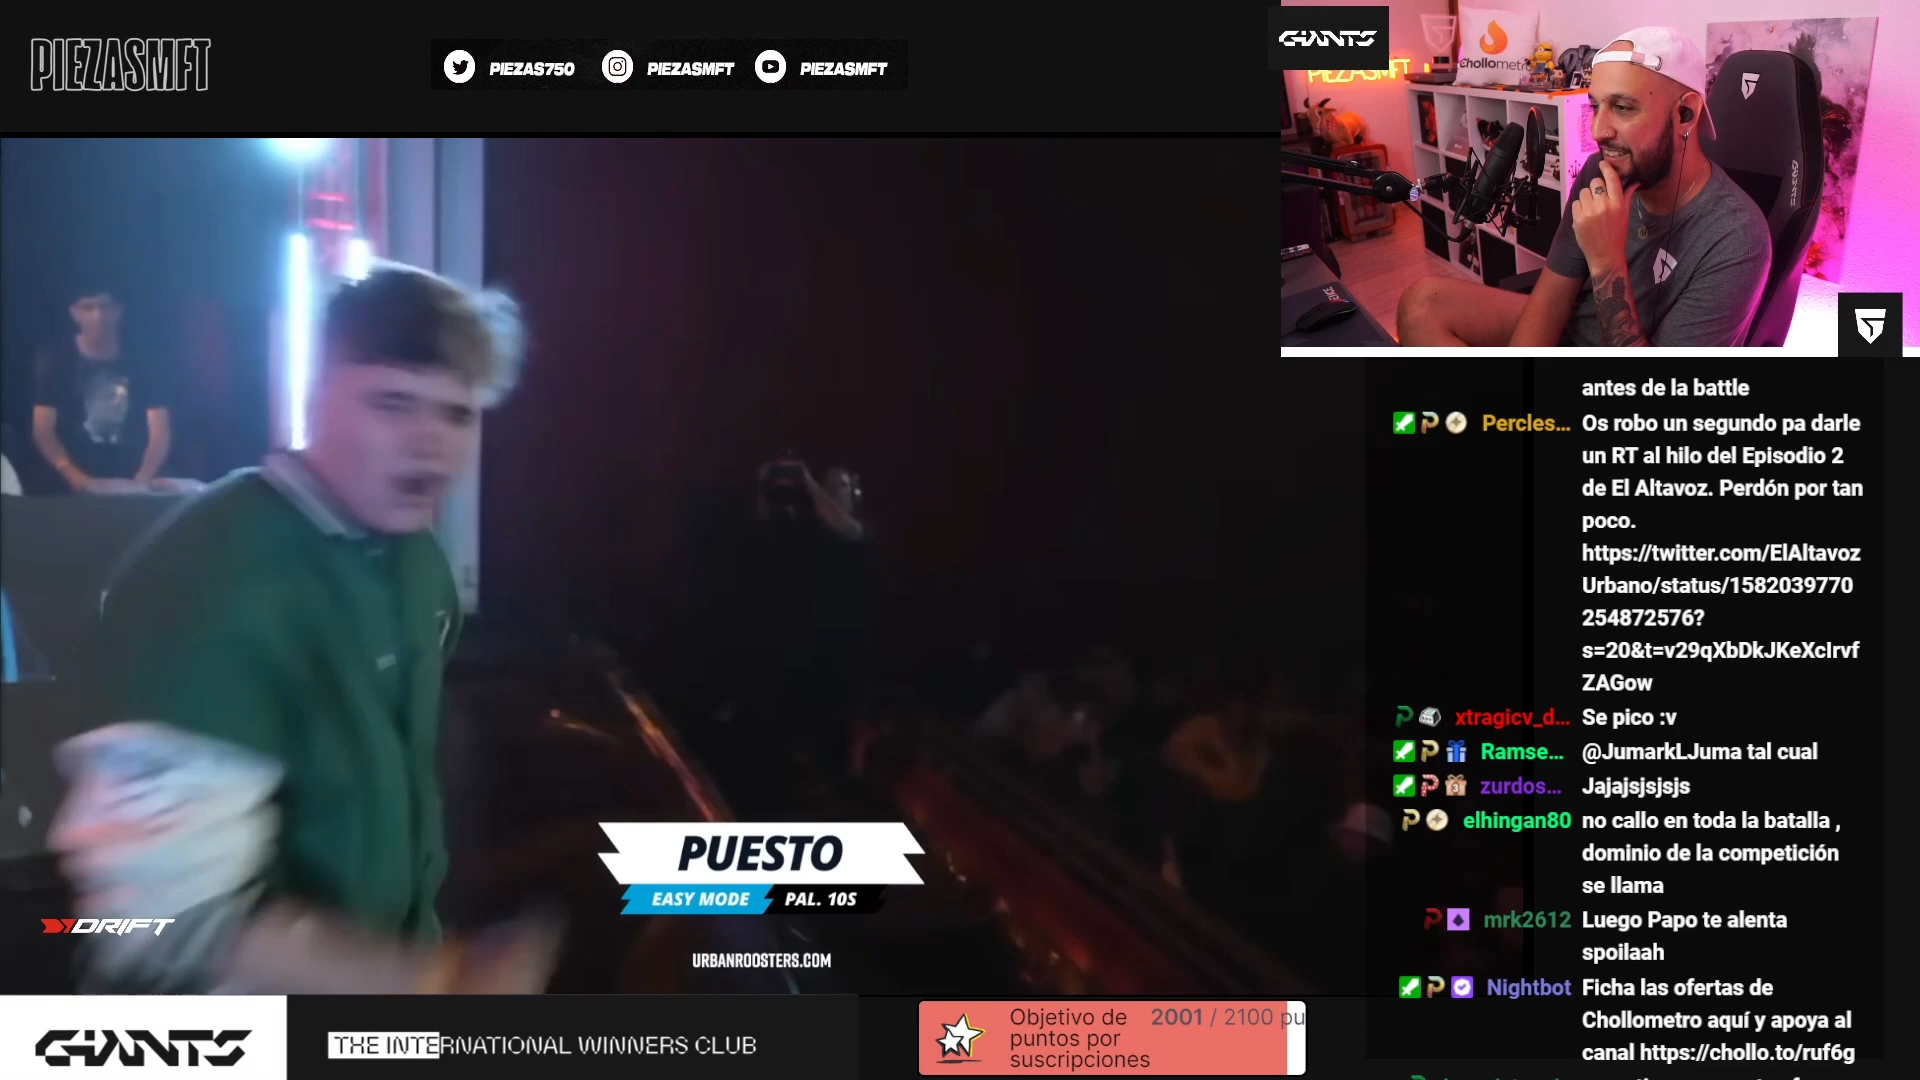 PIEZASMFT
PIEZAS750
PIEZASMFT
PIEZASMFT
GIANTS
PIEZASMFT
Chollometro
antes de la battle
Percles... Os robo un segundo pa darle
un RT al hilo del Episodio 2
de El Altavoz. Perdón por tan
poco.
https://twitter.com/ElAltavoz
Urbano/status/1582039770
254872576?
s=20&t=v29qXbDkJKeXcIrvf
ZAGow
xtragicv_d... Se pico :v
Ramse... @JumarkLJuma tal cual
zurdos... Jajajsjsjsjs
elhingan80 no callo en toda la batalla ,
dominio de la competición
se llama
mrk2612 Luego Papo te alenta
spoilaah
Nightbot Ficha las ofertas de
Chollometro aquí y apoya al
canal https://chollo.to/ruf6g
PUESTO
EASY MODE PAL. 10S
DRIFT
URBANROOSTERS.COM
GIANTS
THE INTERNATIONAL WINNERS CLUB
Objetivo de
puntos por
suscripciones
2001 / 2100 pu